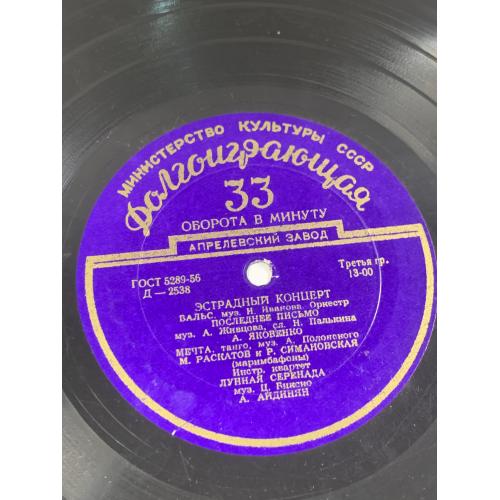 МИНИСТЕРСТВО КУЛЬТУРЫ СССР
Долгоиграющая
33
ОБОРОТА В МИНУТУ
АПРЕЛЕВСКИЙ ЗАВОД
ГОСТ 5289-56
Д — 2538
Третья гр.
13-00
ЭСТРАДНЫЙ КОНЦЕРТ
ВАЛЬС, муз. Н. Иванова. Оркестр
ПОСЛЕДНЕЕ ПИСЬМО
муз. А. Живцова, сл. Н. Палькина
А. ЯКОВЕНКО
МЕЧТА, танго, муз. А. Полонского
М. РАСКАТОВ и Р. СИМАНОВСКАЯ
(маримбафоны)
Инстр. квартет
ЛУННАЯ СЕРЕНАДА
муз. Ц. Биксио
А. АЙДИНЯН